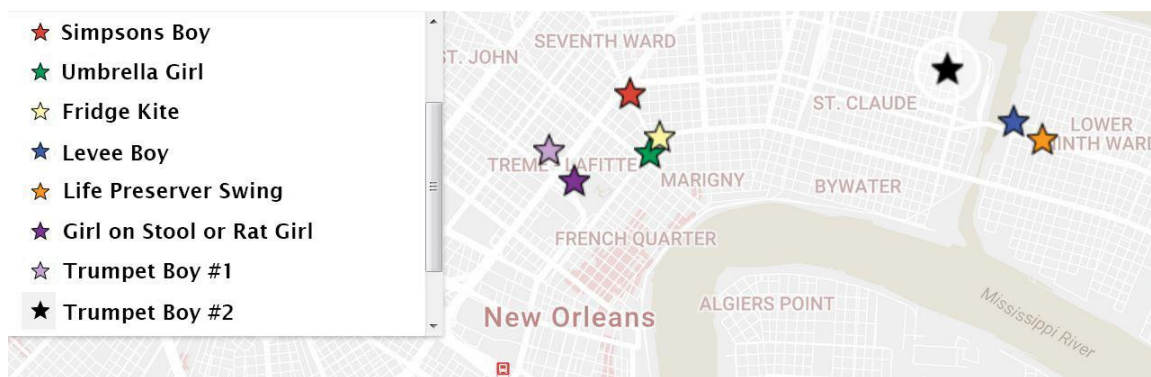 Simpsons Boy
Umbrella Girl
Fridge Kite
Levee Boy
Life Preserver Swing
Girl on Stool or Rat Girl
Trumpet Boy #1
Trumpet Boy #2
T. JOHN
SEVENTH WARD
ST. CLAUDE
LOWER
NINTH WARD
TREME - LAFITTE
MARIGNY
BYWATER
FRENCH QUARTER
ALGIERS POINT
New Orleans
Mississippi River